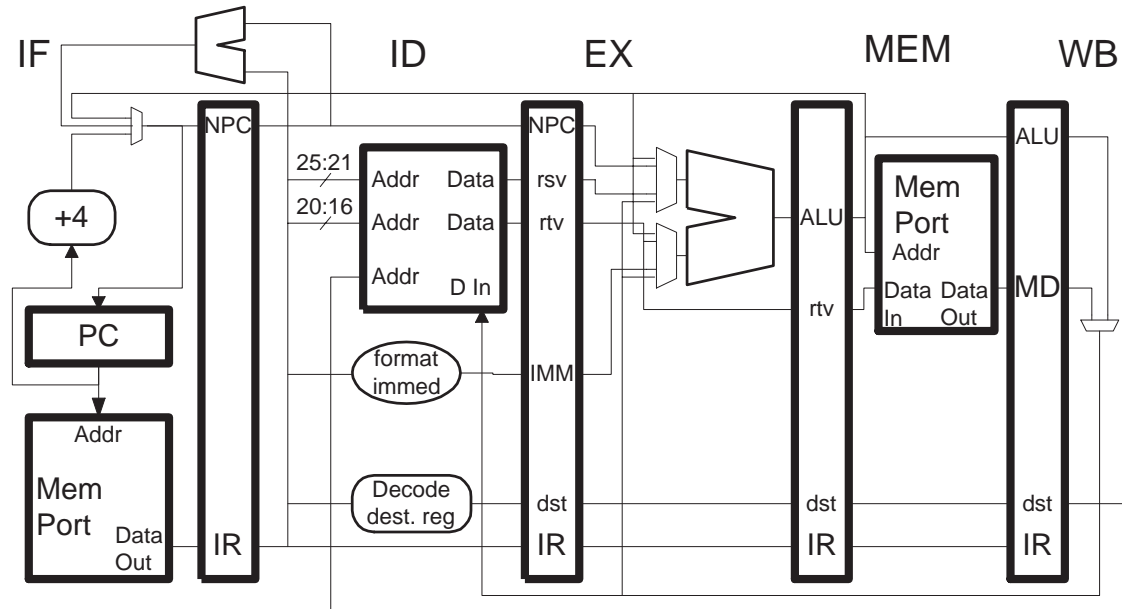 IF
ID
EX
MEM
WB
NPC
NPC
ALU
25:21
Addr
Data
rsv
Mem
Port
20:16
Addr
Data
rtv
ALU
+4
Addr
Addr
D In
Data
In
Data
Out
MD
PC
rtv
format
immed
IMM
Addr
Mem
Port
Decode
dest. reg
dst
dst
dst
Data
Out
IR
IR
IR
IR